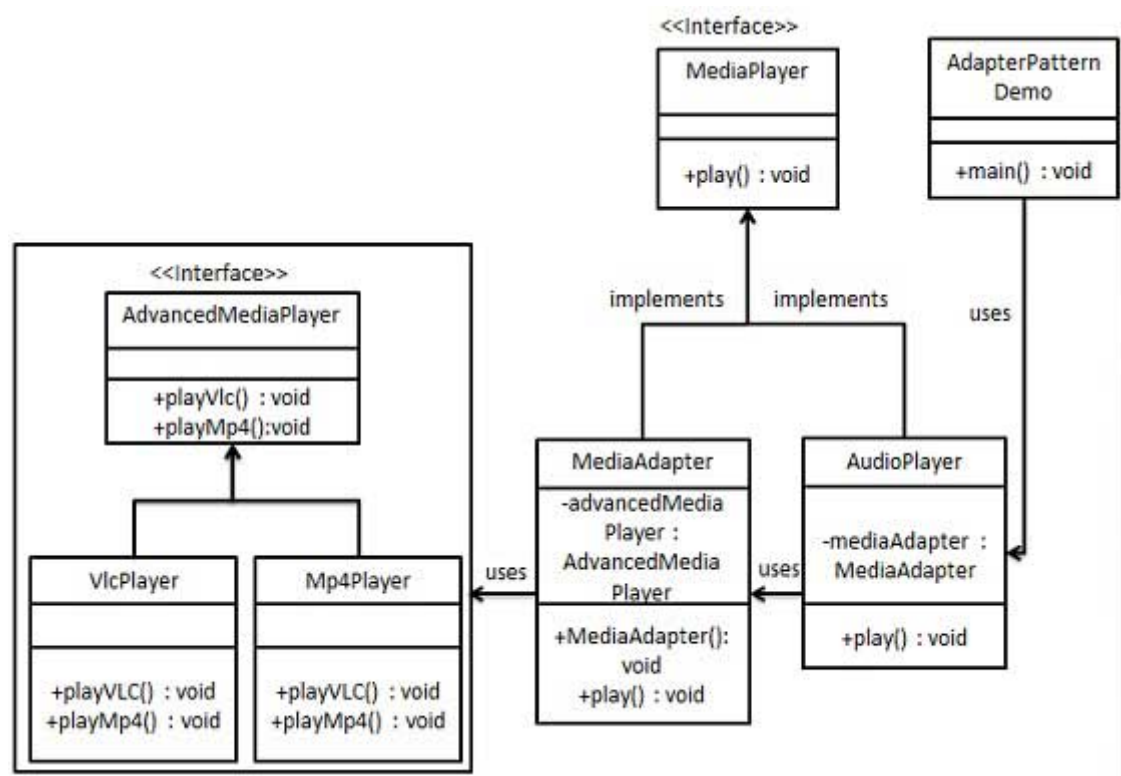 <<Interface>>
MediaPlayer
+play() : void
AdapterPattern
Demo
+main() : void
implements
implements
uses
<<Interface>>
AdvancedMediaPlayer
+playVlc() : void
+playMp4():void
VlcPlayer
+playVLC() : void
+playMp4() : void
Mp4Player
+playVLC() : void
+playMp4() : void
uses
MediaAdapter
-advancedMedia
Player :
AdvancedMedia
Player
+MediaAdapter():
void
+play() : void
uses
AudioPlayer
-mediaAdapter :
MediaAdapter
+play() : void